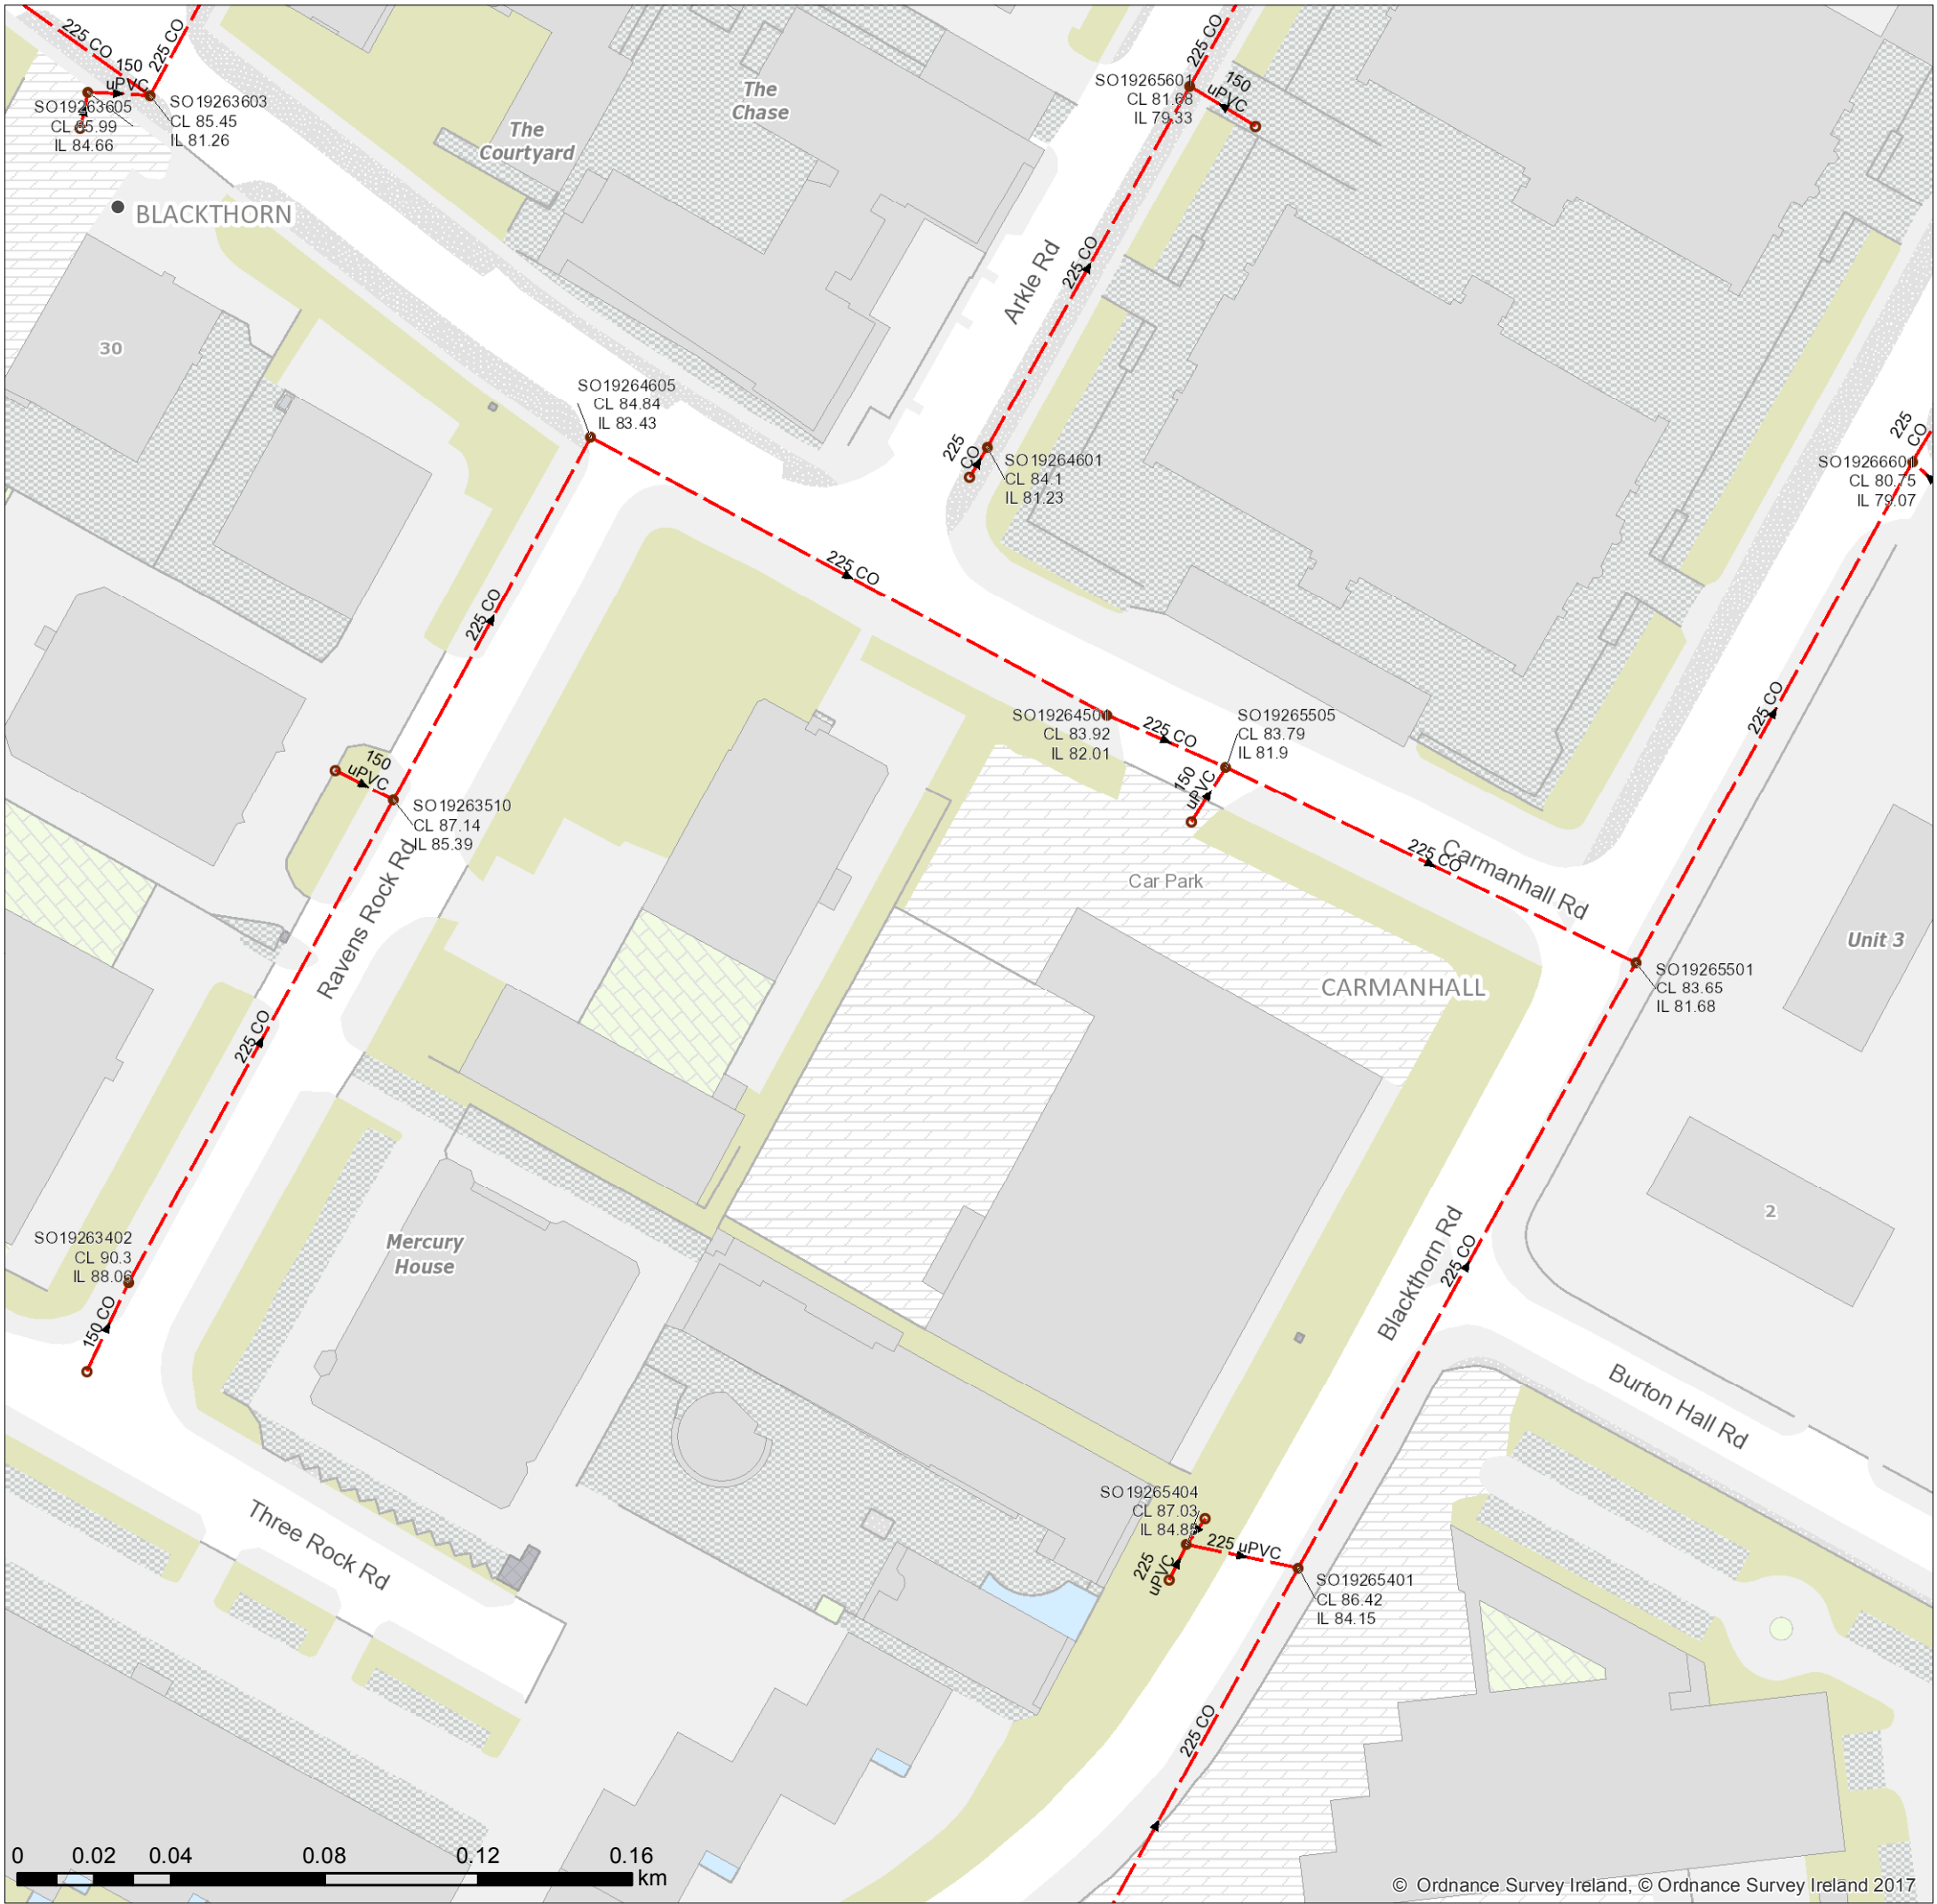 225 CO
225 CO
150
uPVC
SO19263605
CL 85.99
IL 84.66
SO19263603
CL 85.45
IL 81.26
BLACKTHORN
The
Courtyard
The
Chase
225 CO
SO19265601
CL 81.68
IL 79.33
150
uPVC
30
Arkle Rd
225 CO
SO19264605
CL 84.84
IL 83.43
225
CO
SO19264601
CL 84.1
IL 81.23
225
CO
SO19266601
CL 80.75
IL 79.07
225 CO
225 CO
225 CO
SO19264501
CL 83.92
IL 82.01
225 CO
SO19265505
CL 83.79
IL 81.9
150
uPVC
150
uPVC
SO19263510
CL 87.14
IL 85.39
Ravens Rock Rd
Car Park
225 CO
Carmanhall Rd
Unit 3
CARMANHALL
SO19265501
CL 83.65
IL 81.68
225 CO
SO19263402
CL 90.3
IL 88.06
150 CO
Mercury
House
2
Blackthorn Rd
225 CO
Burton Hall Rd
Three Rock Rd
SO19265404
CL 87.03
225 uPVC
225
uPVC
SO19265401
CL 86.42
IL 84.15
225 CO
0 0.02 0.04 0.08 0.12 0.16
km
© Ordnance Survey Ireland, © Ordnance Survey Ireland 2017